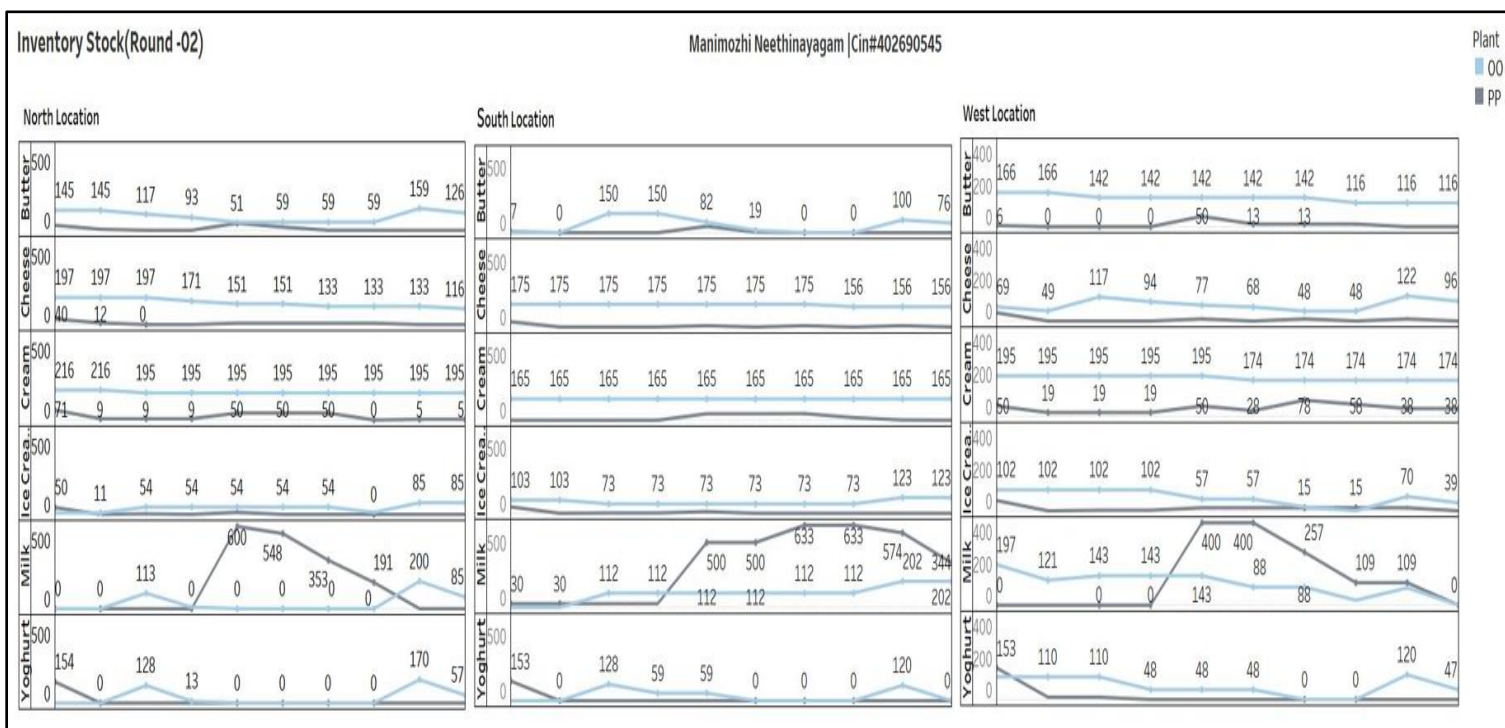 Inventory Stock(Round -02)
Manimozhi Neethinayagam |Cin#402690545
Plant
OO
PP
North Location
Butter
500
0
145 145 117 93 51 59 59 59 159 126
Cheese
500
0
197 197 197 171 151 151 133 133 133 116
40 12 0
Cream
500
0
216 216 195 195 195 195 195 195 195 195
71 9 9 9 50 50 50 0 5 5
Ice Crea..
500
0
50 11 54 54 54 54 54 0 85 85
Milk
500
0
0 0 113 0 0 0 0 0 200 85
600 548 353 191
Yoghurt
500
0
154 0 128 13 0 0 0 0 170 57
South Location
Butter
500
0
7 0 150 150 82 19 0 0 100 76
Cheese
500
0
175 175 175 175 175 175 175 156 156 156
Cream
500
0
165 165 165 165 165 165 165 165 165 165
Ice Crea..
500
0
103 103 73 73 73 73 73 73 123 123
Milk
500
0
30 30 112 112 500 500 112 112 202 344
112 112 633 633 574 202
Yoghurt
500
0
153 0 128 59 59 0 0 0 120 0
West Location
Butter
400
200
0
166 166 142 142 142 142 142 116 116 116
6 0 0 0 50 13 13
Cheese
400
200
0
69 49 117 94 77 68 48 48 122 96
Cream
400
200
0
195 195 195 195 195 174 174 174 174 174
50 19 19 19 50 28 78 58 38 38
Ice Crea..
400
200
0
102 102 102 102 57 57 15 15 70 39
Milk
400
200
0
197 121 143 143 400 400 257 109 109 0
0 0 0 143 88 88
Yoghurt
400
200
0
153 110 110 48 48 48 0 0 120 47